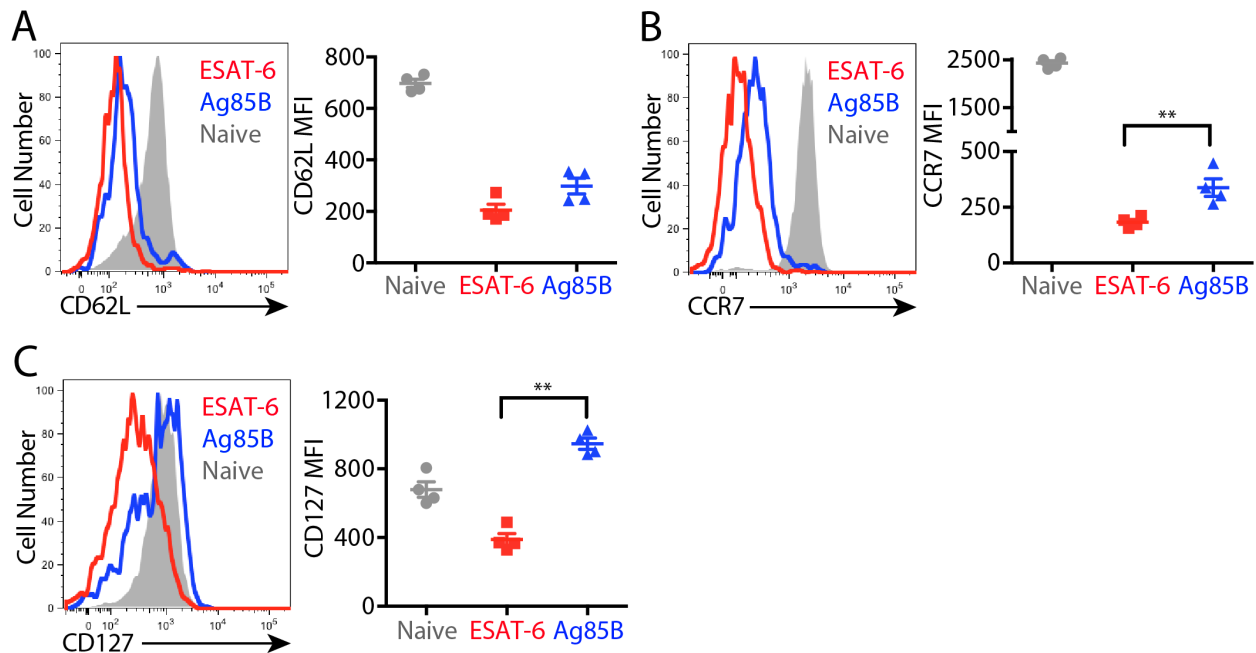 A
100
80
60
40
20
0
Cell Number
ESAT-6
Ag85B
Naive
0 10² 10³ 10⁴ 10⁵
CD62L
800
600
400
200
0
CD62L MFI
Naive ESAT-6 Ag85B
B
100
80
60
40
20
0
Cell Number
ESAT-6
Ag85B
Naive
0 10³ 10⁴ 10⁵
CCR7
2500
1500
500
250
0
CCR7 MFI
**
Naive ESAT-6 Ag85B
C
100
80
60
40
20
0
Cell Number
ESAT-6
Ag85B
Naive
0 10² 10³ 10⁴ 10⁵
CD127
1200
800
400
0
CD127 MFI
**
Naive ESAT-6 Ag85B